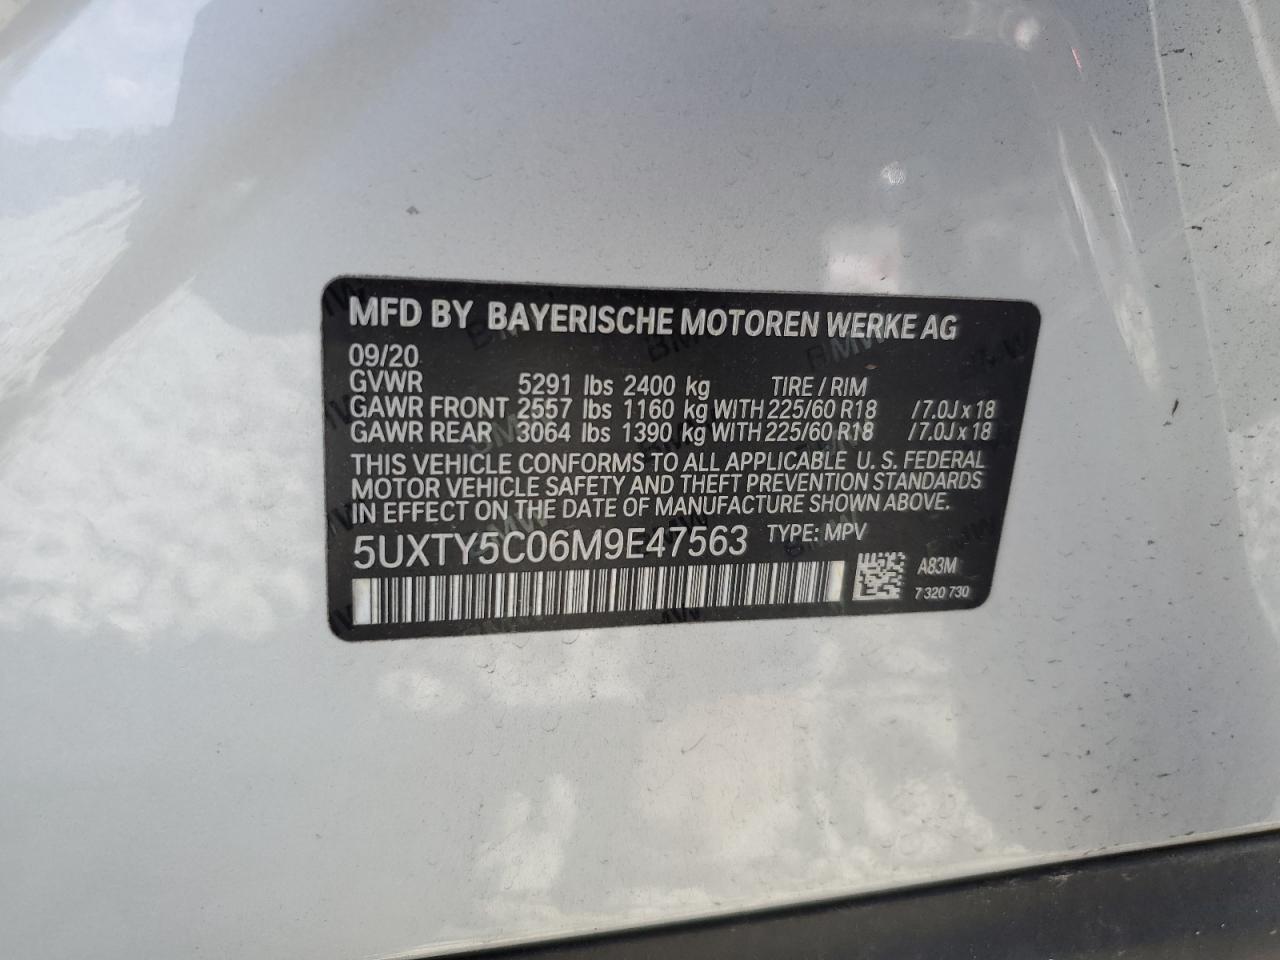 MFD BY BAYERISCHE MOTOREN WERKE AG
09/20
GVWR 5291 lbs 2400 kg TIRE / RIM
GAWR FRONT 2557 lbs 1160 kg WITH 225/60 R18 /7.0J x 18
GAWR REAR 3064 lbs 1390 kg WITH 225/60 R18 /7.0J x 18
THIS VEHICLE CONFORMS TO ALL APPLICABLE U. S. FEDERAL
MOTOR VEHICLE SAFETY AND THEFT PREVENTION STANDARDS
IN EFFECT ON THE DATE OF MANUFACTURE SHOWN ABOVE.
5UXTY5C06M9E47563 TYPE: MPV
A83M
7 320 730